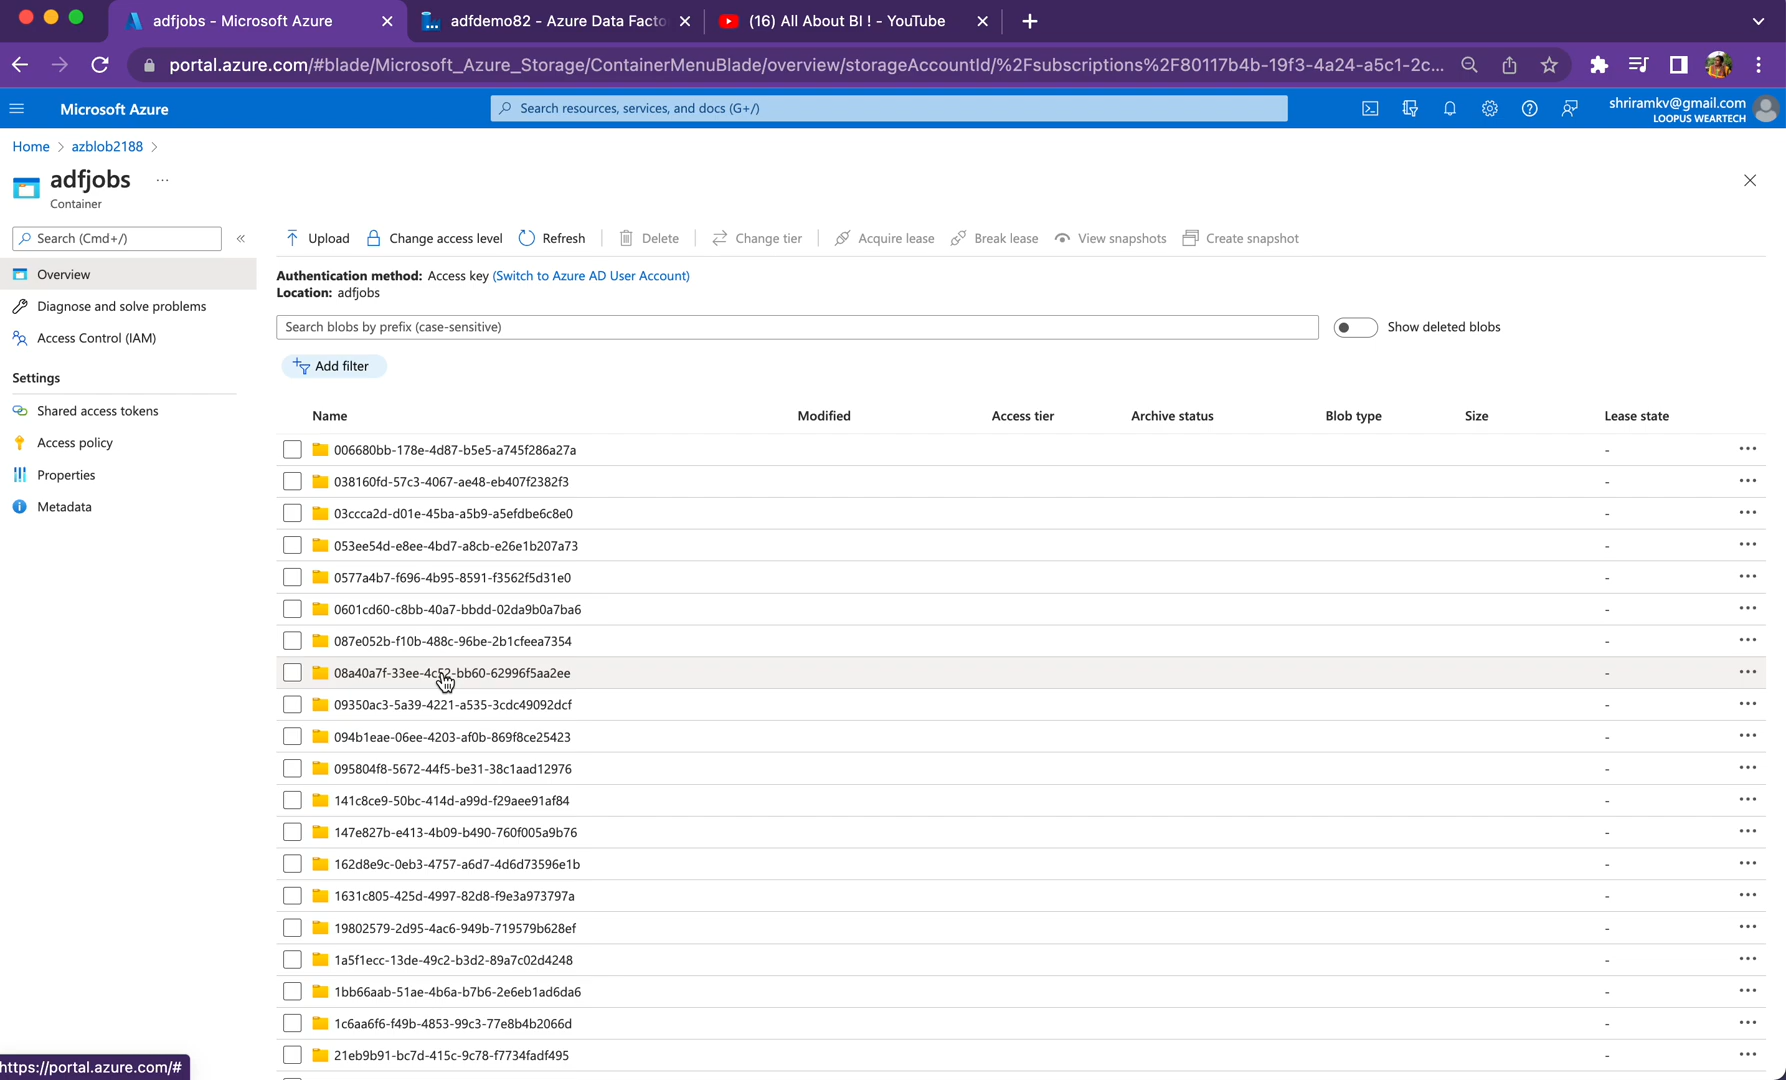 adfjobs - Microsoft Azure
adfdemo82 - Azure Data Facto
(16) All About BI ! - YouTube
portal.azure.com/#blade/Microsoft_Azure_Storage/ContainerMenuBlade/overview/storageAccountId/%2Fsubscriptions%2F80117b4b-19f3-4a24-a5c1-2c...
Microsoft Azure
Search resources, services, and docs (G+/)
shriramkv@gmail.com
LOOPUS WEARTECH
Home > azblob2188 >
adfjobs ...
Container
Search (Cmd+/) «
Upload Change access level Refresh Delete Change tier Acquire lease Break lease View snapshots Create snapshot
Overview
Diagnose and solve problems
Access Control (IAM)
Settings
Shared access tokens
Access policy
Properties
Metadata
Authentication method: Access key (Switch to Azure AD User Account)
Location: adfjobs
Search blobs by prefix (case-sensitive)
Show deleted blobs
Add filter
Name Modified Access tier Archive status Blob type Size Lease state
006680bb-178e-4d87-b5e5-a745f286a27a - ...
038160fd-57c3-4067-ae48-eb407f2382f3 - ...
03ccca2d-d01e-45ba-a5b9-a5efdbe6c8e0 - ...
053ee54d-e8ee-4bd7-a8cb-e26e1b207a73 - ...
0577a4b7-f696-4b95-8591-f3562f5d31e0 - ...
0601cd60-c8bb-40a7-bbdd-02da9b0a7ba6 - ...
087e052b-f10b-488c-96be-2b1cfeea7354 - ...
08a40a7f-33ee-4c52-bb60-62996f5aa2ee - ...
09350ac3-5a39-4221-a535-3cdc49092dcf - ...
094b1eae-06ee-4203-af0b-869f8ce25423 - ...
095804f8-5672-44f5-be31-38c1aad12976 - ...
141c8ce9-50bc-414d-a99d-f29aee91af84 - ...
147e827b-e413-4b09-b490-760f005a9b76 - ...
162d8e9c-0eb3-4757-a6d7-4d6d73596e1b - ...
1631c805-425d-4997-82d8-f9e3a973797a - ...
19802579-2d95-4ac6-949b-719579b628ef - ...
1a5f1ecc-13de-49c2-b3d2-89a7c02d4248 - ...
1bb66aab-51ae-4b6a-b7b6-2e6eb1ad6da6 - ...
1c6aa6f6-f49b-4853-99c3-77e8b4b2066d - ...
21eb9b91-bc7d-415c-9c78-f7734fadf495 - ...
https://portal.azure.com/#